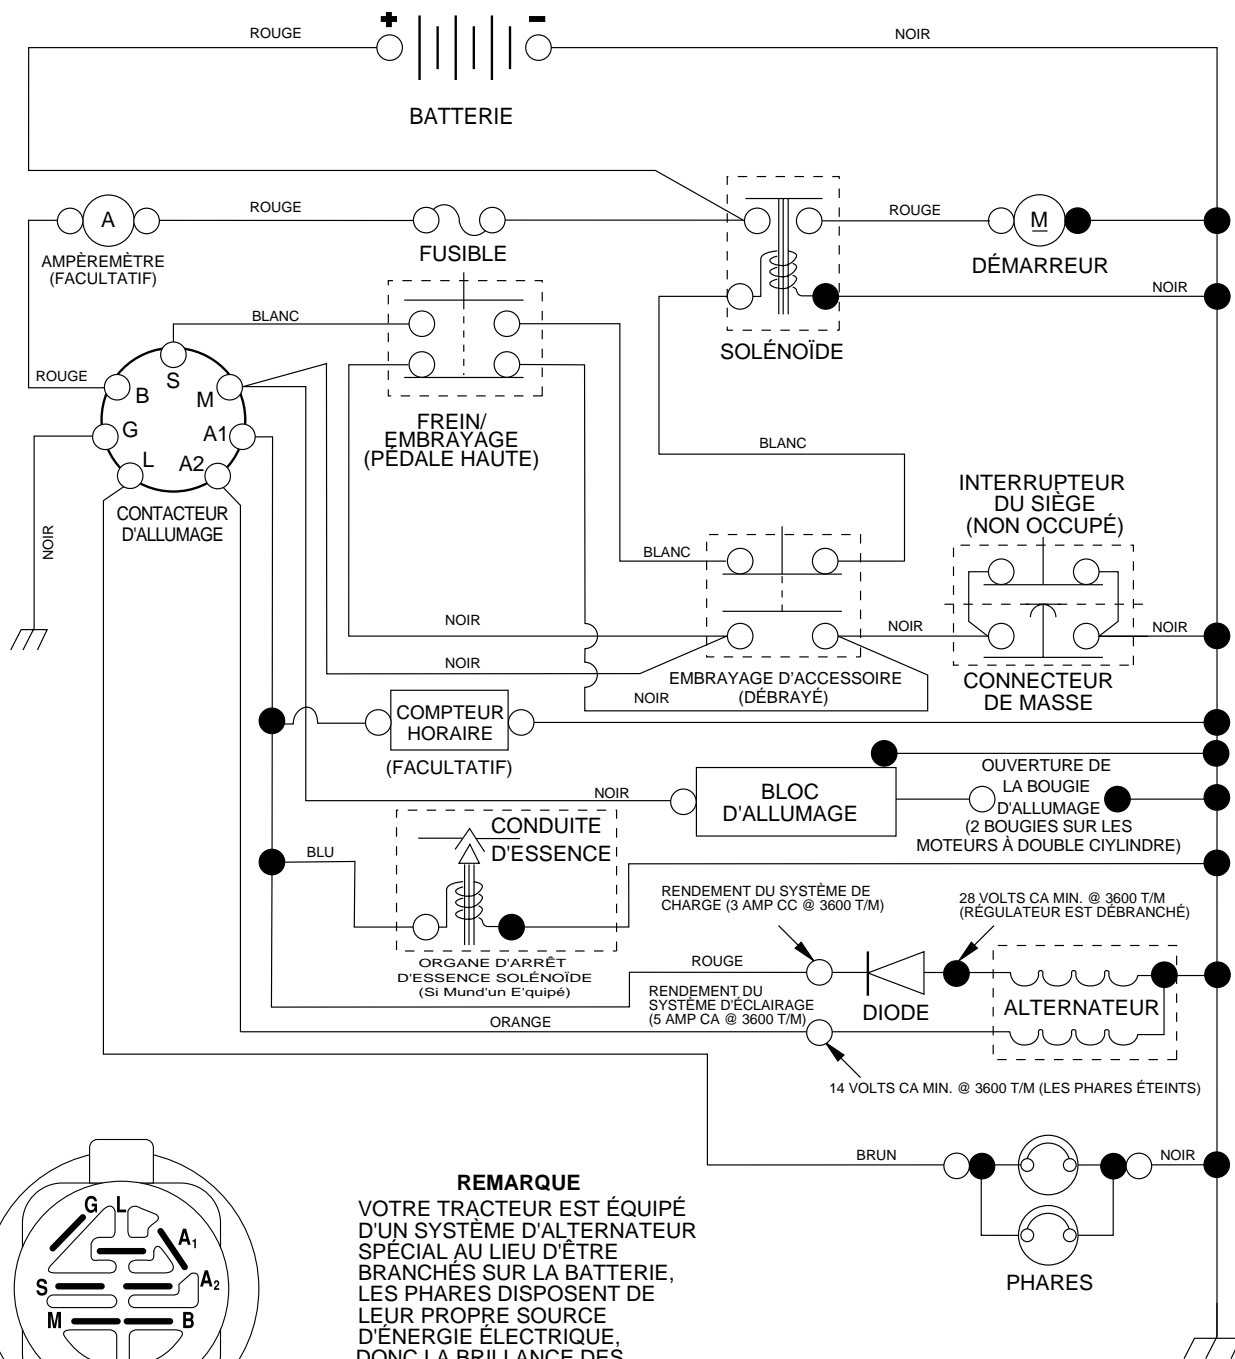 ROUGE
+
-
NOIR
BATTERIE
ROUGE
A
AMPÈREMÈTRE
(FACULTATIF)
FUSIBLE
ROUGE
M
DÉMARREUR
NOIR
SOLÉNOÏDE
BLANC
ROUGE
S
B
M
G
A1
L
A2
CONTACTEUR
D'ALLUMAGE
FREIN/
EMBRAYAGE
(PÉDALE HAUTE)
BLANC
NOIR
INTERRUPTEUR
DU SIÈGE
(NON OCCUPÉ)
BLANC
NOIR
NOIR
NOIR
NOIR
NOIR
EMBRAYAGE D'ACCESSOIRE
(DÉBRAYÉ)
CONNECTEUR
DE MASSE
COMPTEUR
HORAIRE
(FACULTATIF)
NOIR
BLOC
D'ALLUMAGE
OUVERTURE DE
LA BOUGIE
D'ALLUMAGE
(2 BOUGIES SUR LES
MOTEURS À DOUBLE CIYLINDRE)
CONDUITE
D'ESSENCE
BLU
ORGANE D'ARRÊT
D'ESSENCE SOLÉNOÏDE
(Si Mund'un E'quipé)
RENDEMENT DU SYSTÈME DE
CHARGE (3 AMP CC @ 3600 T/M)
28 VOLTS CA MIN. @ 3600 T/M
(RÉGULATEUR EST DÉBRANCHÉ)
ROUGE
DIODE
ALTERNATEUR
RENDEMENT DU
SYSTÈME D'ÉCLAIRAGE
(5 AMP CA @ 3600 T/M)
ORANGE
14 VOLTS CA MIN. @ 3600 T/M (LES PHARES ÉTEINTS)
BRUN
NOIR
PHARES
G
L
A1
A2
S
M
B
REMARQUE
VOTRE TRACTEUR EST ÉQUIPÉ
D'UN SYSTÈME D'ALTERNATEUR
SPÉCIAL AU LIEU D'ÊTRE
BRANCHÉS SUR LA BATTERIE,
LES PHARES DISPOSENT DE
LEUR PROPRE SOURCE
D'ÉNERGIE ÉLECTRIQUE,
DONC LA BRILLANCE DES